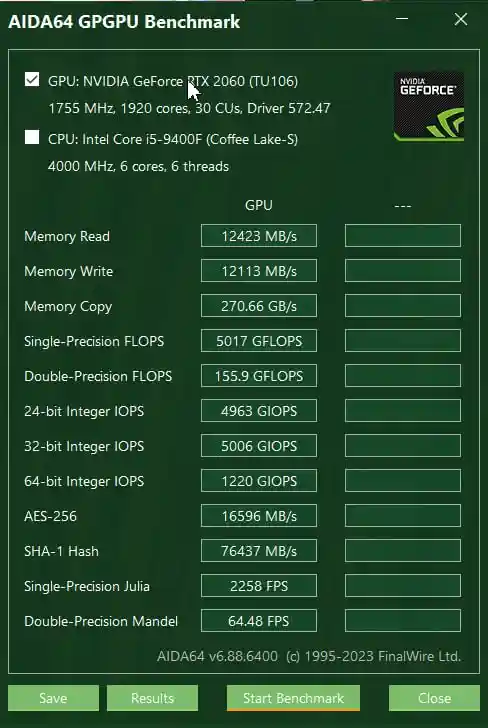 AIDA64 GPGPU Benchmark
GPU: NVIDIA GeForce RTX 2060 (TU106)
1755 MHz, 1920 cores, 30 CUs, Driver 572.47
NVIDIA
GEFORCE
CPU: Intel Core i5-9400F (Coffee Lake-S)
4000 MHz, 6 cores, 6 threads
GPU ---
Memory Read 12423 MB/s
Memory Write 12113 MB/s
Memory Copy 270.66 GB/s
Single-Precision FLOPS 5017 GFLOPS
Double-Precision FLOPS 155.9 GFLOPS
24-bit Integer IOPS 4963 GIOPS
32-bit Integer IOPS 5006 GIOPS
64-bit Integer IOPS 1220 GIOPS
AES-256 16596 MB/s
SHA-1 Hash 76437 MB/s
Single-Precision Julia 2258 FPS
Double-Precision Mandel 64.48 FPS
AIDA64 v6.88.6400 (c) 1995-2023 FinalWire Ltd.
Save Results Start Benchmark Close